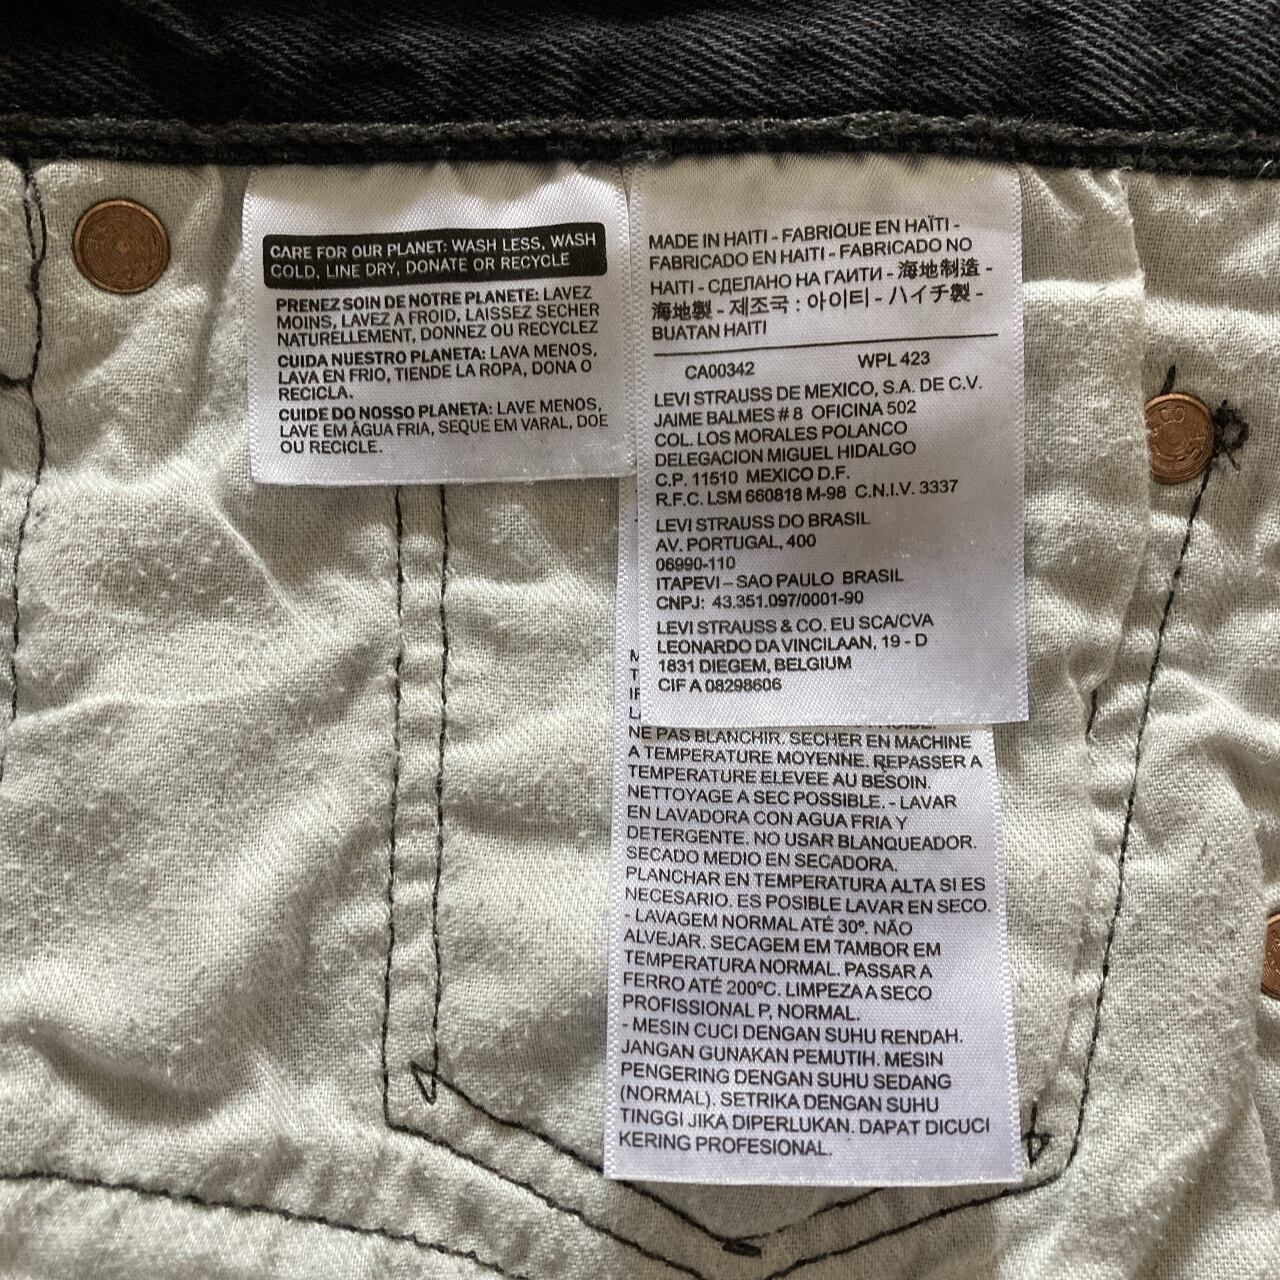 CARE FOR OUR PLANET: WASH LESS, WASH
COLD, LINE DRY, DONATE OR RECYCLE
PRENEZ SOIN DE NOTRE PLANETE: LAVEZ
MOINS, LAVEZ A FROID, LAISSEZ SECHER
NATURELLEMENT, DONNEZ OU RECYCLEZ
CUIDA NUESTRO PLANETA: LAVA MENOS,
LAVA EN FRIO, TIENDE LA ROPA, DONA O
RECICLA.
CUIDE DO NOSSO PLANETA: LAVE MENOS,
LAVE EM ÁGUA FRIA, SEQUE EM VARAL, DOE
OU RECICLE.
MADE IN HAITI - FABRIQUE EN HAÏTI -
FABRICADO EN HAITI - FABRICADO NO
HAITI - СДЕЛАНО НА ГАИТИ - 海地制造 -
海地製 - 제조국 : 아이티 - ハイチ製 -
BUATAN HAITI
CA00342 WPL 423
LEVI STRAUSS DE MEXICO, S.A. DE C.V.
JAIME BALMES # 8 OFICINA 502
COL. LOS MORALES POLANCO
DELEGACION MIGUEL HIDALGO
C.P. 11510 MEXICO D.F.
R.F.C. LSM 660818 M-98 C.N.I.V. 3337
LEVI STRAUSS DO BRASIL
AV. PORTUGAL, 400
06990-110
ITAPEVI – SAO PAULO BRASIL
CNPJ: 43.351.097/0001-90
LEVI STRAUSS & CO. EU SCA/CVA
LEONARDO DA VINCILAAN, 19 - D
1831 DIEGEM, BELGIUM
CIF A 08298606
NE PAS BLANCHIR. SECHER EN MACHINE
A TEMPERATURE MOYENNE. REPASSER A
TEMPERATURE ELEVEE AU BESOIN.
NETTOYAGE A SEC POSSIBLE. - LAVAR
EN LAVADORA CON AGUA FRIA Y
DETERGENTE. NO USAR BLANQUEADOR.
SECADO MEDIO EN SECADORA.
PLANCHAR EN TEMPERATURA ALTA SI ES
NECESARIO. ES POSIBLE LAVAR EN SECO.
- LAVAGEM NORMAL ATÉ 30º. NÃO
ALVEJAR. SECAGEM EM TAMBOR EM
TEMPERATURA NORMAL. PASSAR A
FERRO ATÉ 200ºC. LIMPEZA A SECO
PROFISSIONAL P, NORMAL.
- MESIN CUCI DENGAN SUHU RENDAH.
JANGAN GUNAKAN PEMUTIH. MESIN
PENGERING DENGAN SUHU SEDANG
(NORMAL). SETRIKA DENGAN SUHU
TINGGI JIKA DIPERLUKAN. DAPAT DICUCI
KERING PROFESIONAL.